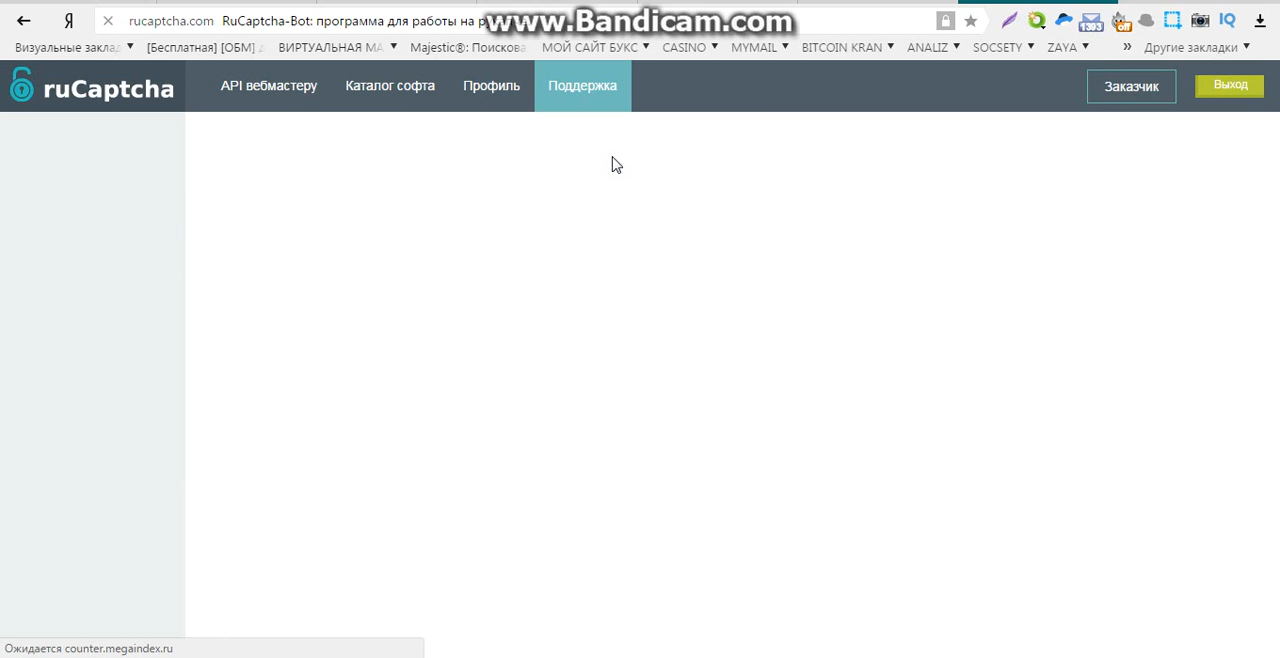 www.Bandicam.com
rucaptcha.com RuCaptcha-Bot: программа для работы на
Визуальные заклад [Бесплатная] [ОБМ] ВИРТУАЛЬНАЯ МА Majestic®: Поискова МОЙ САЙТ БУКС CASINO MYMAIL BITCOIN KRAN ANALIZ SOCSETY ZAYA » Другие закладки
ruCaptcha API вебмастеру Каталог софта Профиль Поддержка Заказчик Выход
Ожидается counter.megaindex.ru